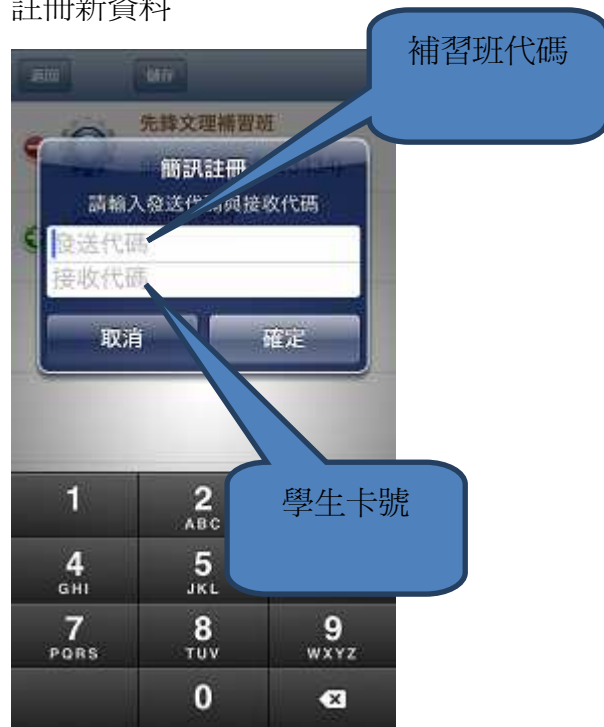 註冊新資料
補習班代碼
返回
儲存
先鋒文理補習班
簡訊註冊
請輸入發送代碼與接收代碼
發送代碼
接收代碼
取消
確定
學生卡號
1
2
ABC
4
GHI
5
JKL
7
PQRS
8
TUV
9
WXYZ
0